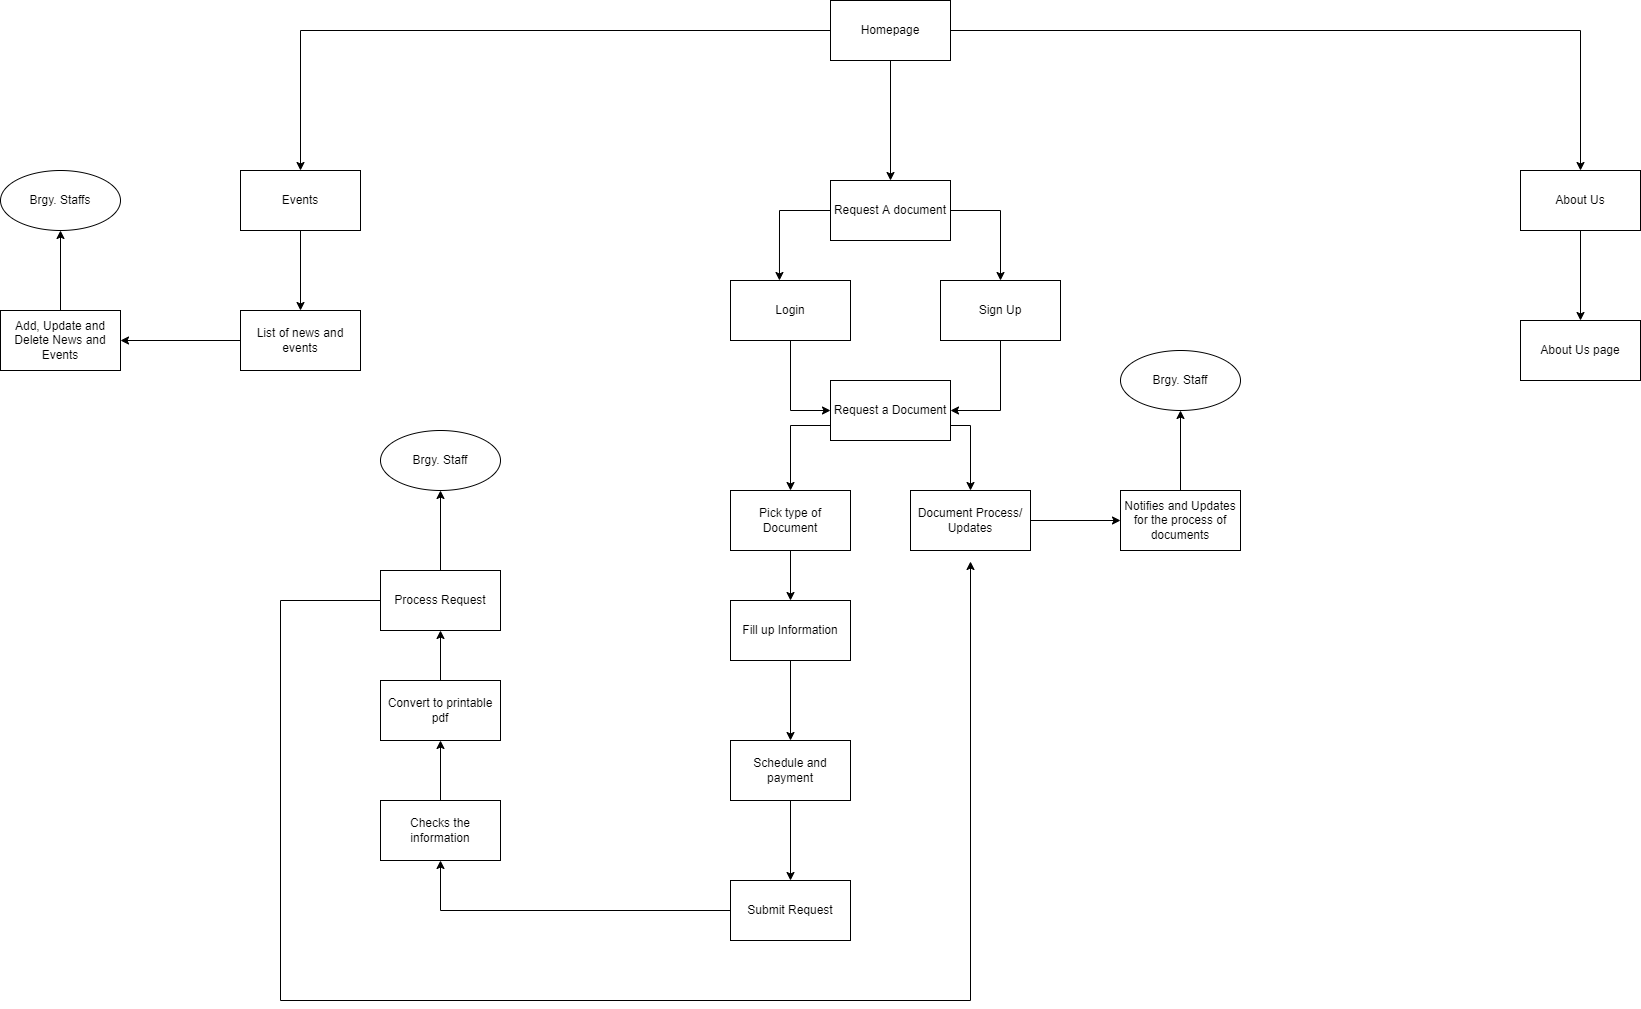 Homepage
Brgy. Staffs
Events
Request A document
About Us
Login
Sign Up
Add, Update and
Delete News and
Events
List of news and
events
About Us page
Request a Document
Brgy. Staff
Brgy. Staff
Pick type of
Document
Document Process/
Updates
Notifies and Updates
for the process of
documents
Process Request
Fill up Information
Convert to printable
pdf
Schedule and
payment
Checks the
information
Submit Request